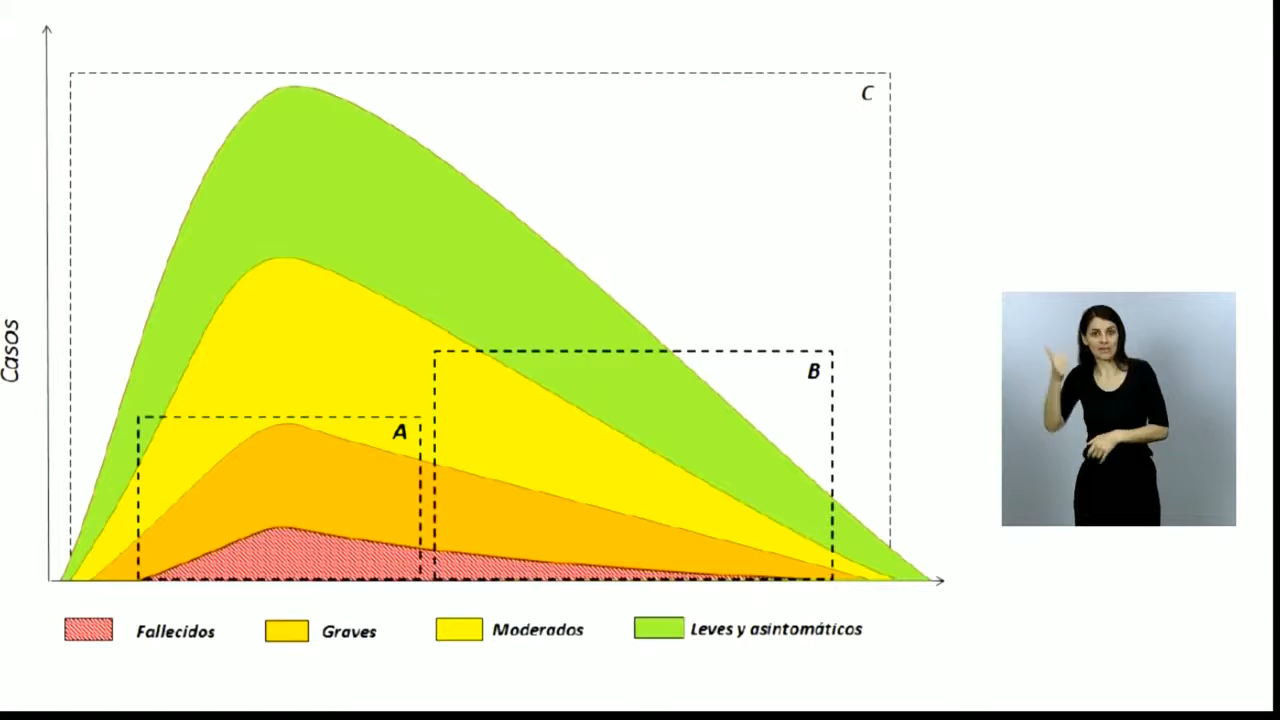 C
B
A
Casos
Fallecidos
Graves
Moderados
Leves y asintomáticos